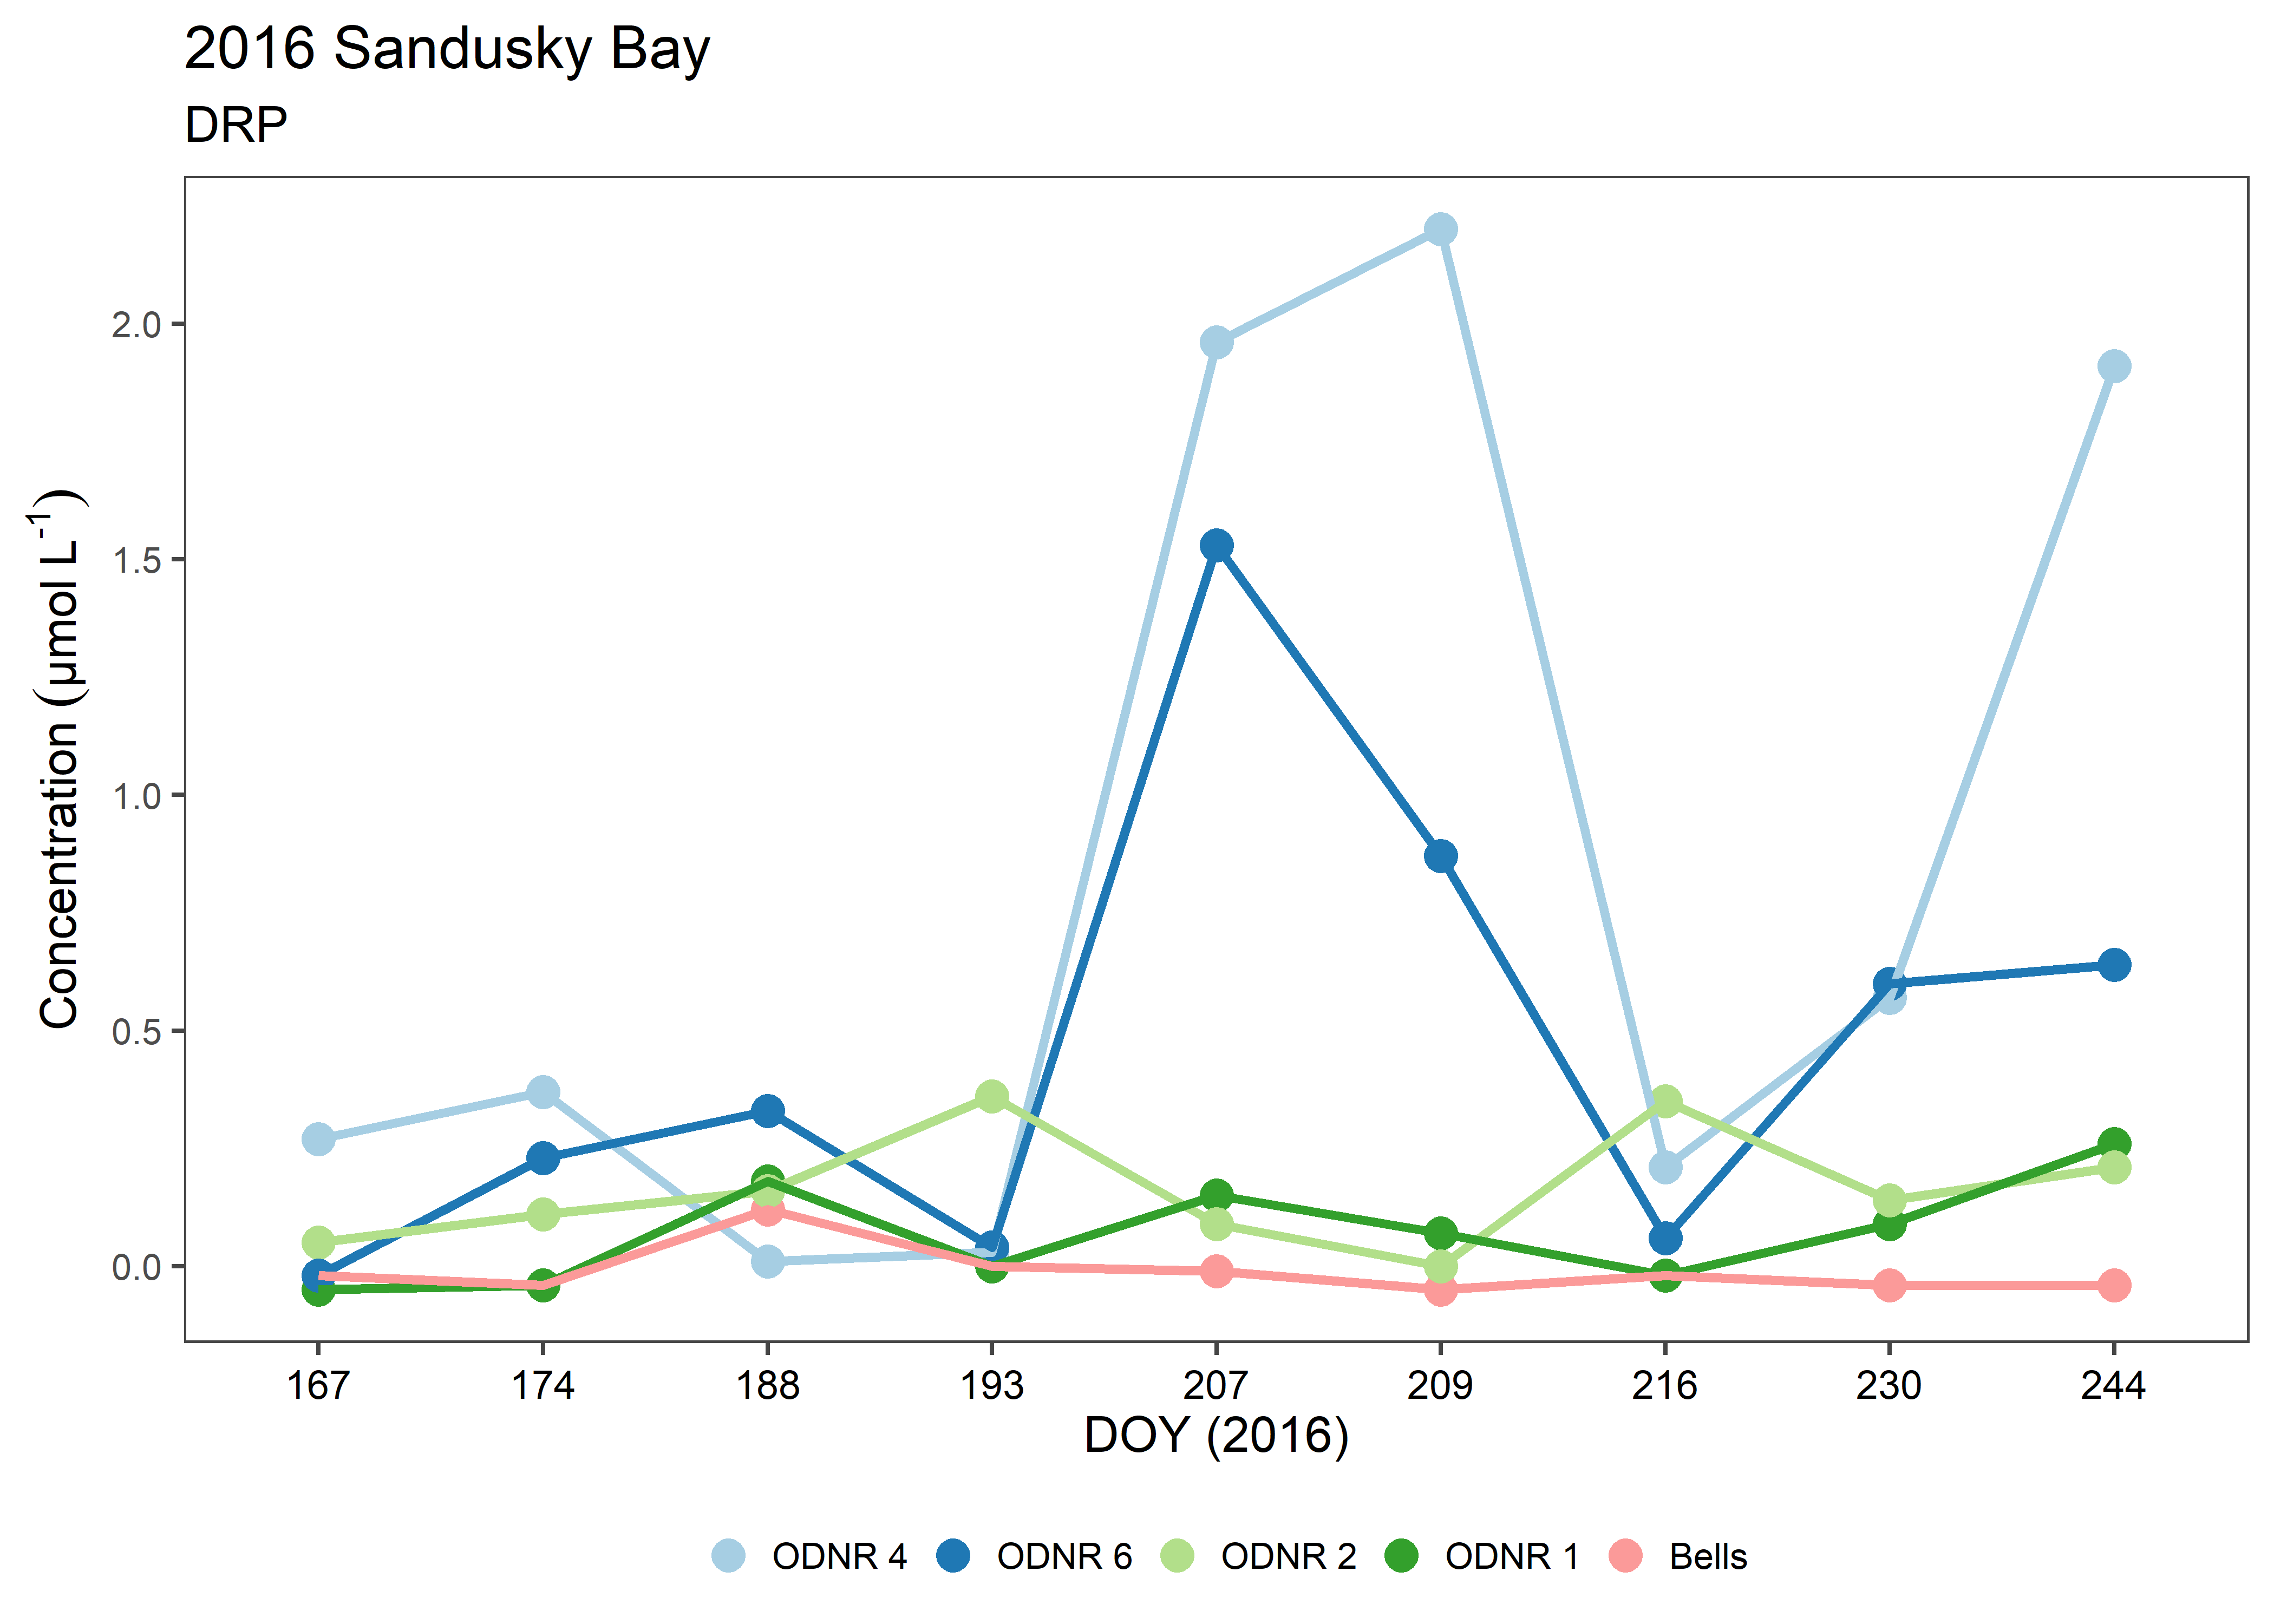 2016 Sandusky Bay
DRP
Concentration (µmol L⁻¹)
2.0
1.5
1.0
0.5
0.0
167 174 188 193 207 209 216 230 244
DOY (2016)
ODNR 4 ODNR 6 ODNR 2 ODNR 1 Bells